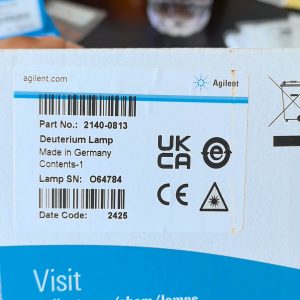 agilent.com
Agilent
Part No.: 2140-0813
Deuterium Lamp
Made in Germany
Contents-1
UK
CA
Lamp SN: O64784
CE
Date Code: 2425
Visit